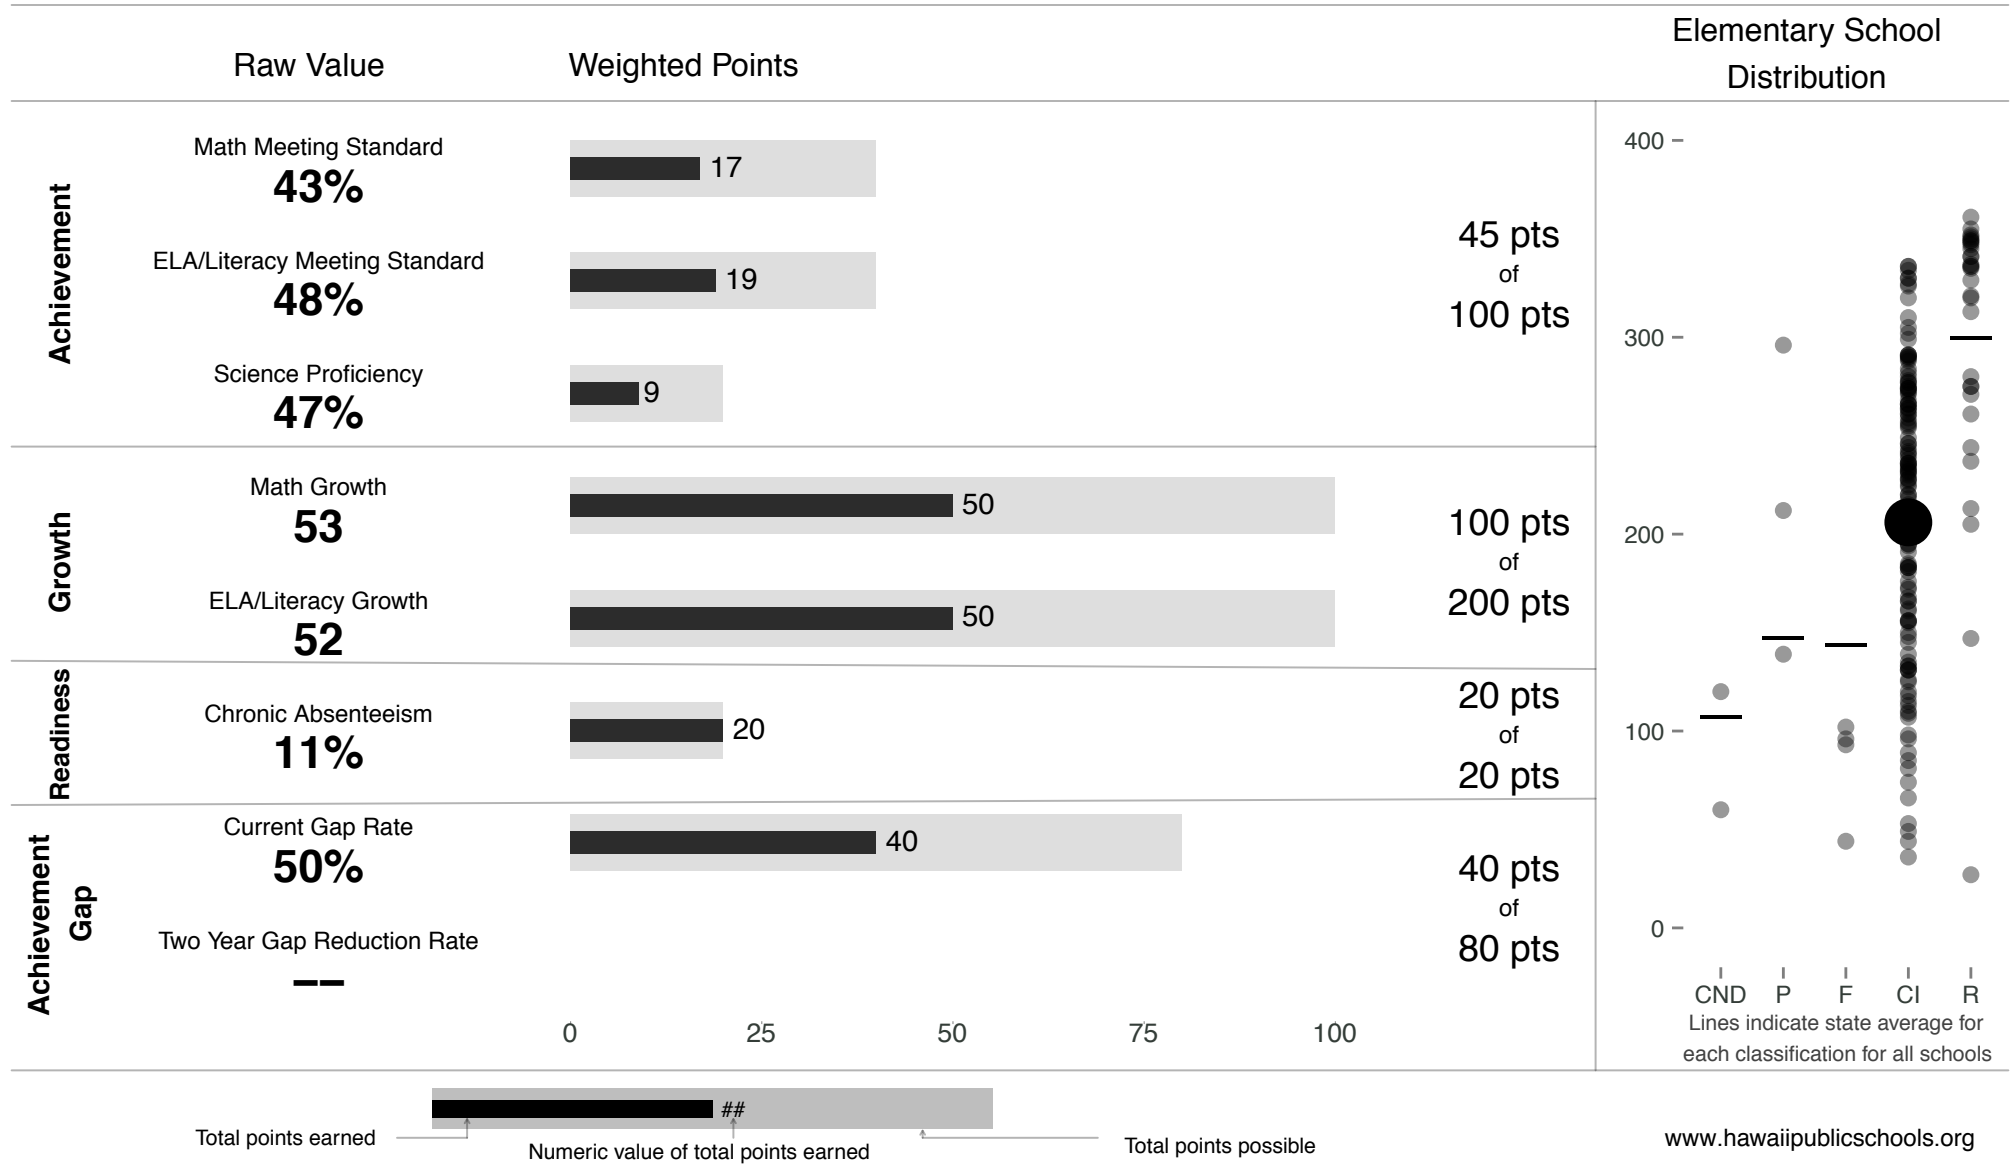 Raw Value
Weighted Points
Elementary School
Distribution
Achievement
Math Meeting Standard
43%
17
ELA/Literacy Meeting Standard
48%
19
Science Proficiency
47%
9
45 pts
of
100 pts
Growth
Math Growth
53
50
ELA/Literacy Growth
52
50
100 pts
of
200 pts
Readiness
Chronic Absenteeism
11%
20
20 pts
of
20 pts
Achievement
Gap
Current Gap Rate
50%
40
Two Year Gap Reduction Rate
––
40 pts
of
80 pts
0 25 50 75 100
400
300
200
100
0
CND P F CI R
Lines indicate state average for
each classification for all schools
##
Total points earned
Numeric value of total points earned
Total points possible
www.hawaiipublicschools.org